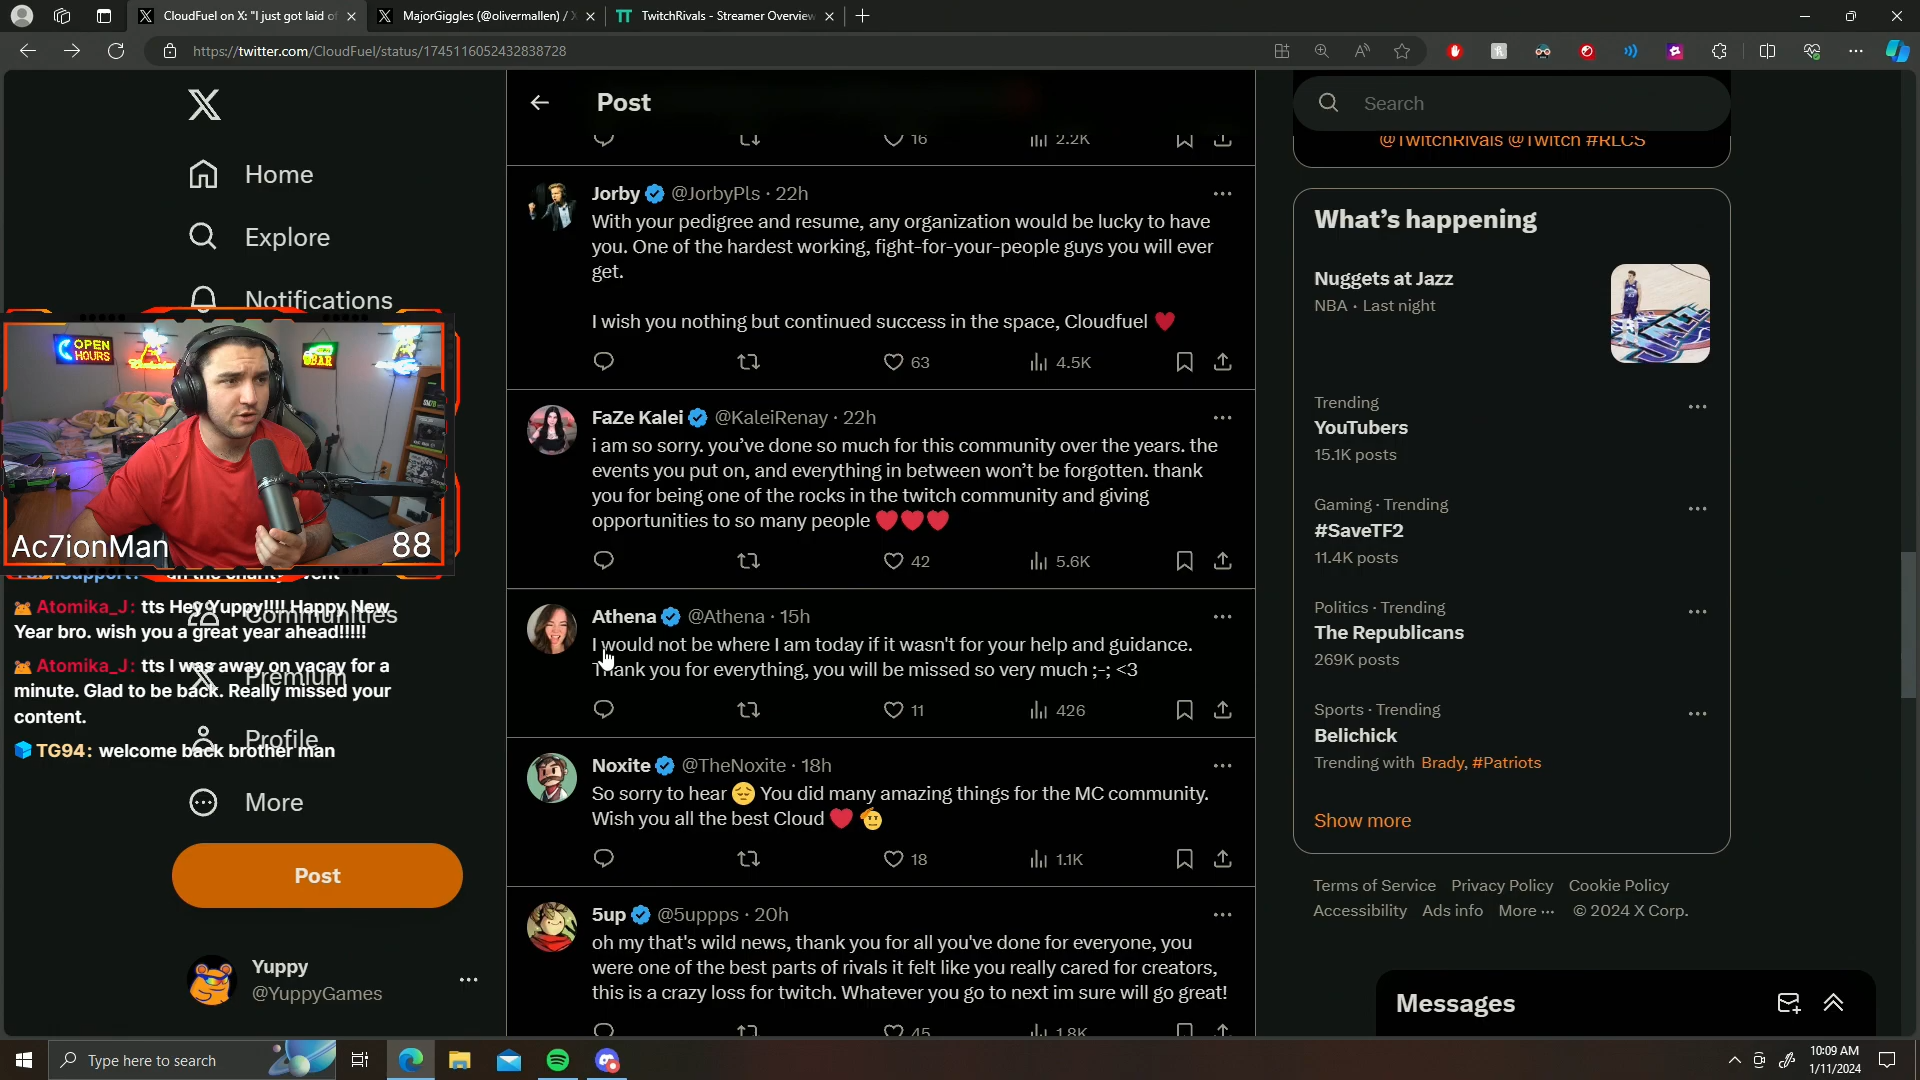 CloudFuel on X: "I just got laid o
MajorGiggles (@olivermallen) / X
TwitchRivals - Streamer Overview
https://twitter.com/CloudFuel/status/1745116052432838728
Post
Search
@TwitchRivals @Twitch #RLCS
16
2.2K
Home
Explore
Notifications
Communities
Premium
Profile
More
Post
Yuppy
@YuppyGames
OPEN
HOURS
BAR
Ac7ionMan
88
Atomika_J: tts Hey Yuppy!!!! Happy New
Year bro. wish you a great year ahead!!!!!
Atomika_J: tts I was away on vacay for a
minute. Glad to be back. Really missed your
content.
TG94: welcome back brother man
Jorby @JorbyPls · 22h
With your pedigree and resume, any organization would be lucky to have
you. One of the hardest working, fight-for-your-people guys you will ever
get.
I wish you nothing but continued success in the space, Cloudfuel ❤️
63
4.5K
FaZe Kalei @KaleiRenay · 22h
i am so sorry. you've done so much for this community over the years. the
events you put on, and everything in between won't be forgotten. thank
you for being one of the rocks in the twitch community and giving
opportunities to so many people ❤️❤️❤️
42
5.6K
Athena @Athena · 15h
I would not be where I am today if it wasn't for your help and guidance.
Thank you for everything, you will be missed so very much ;-; <3
11
426
Noxite @TheNoxite · 18h
So sorry to hear 😔 You did many amazing things for the MC community.
Wish you all the best Cloud ❤️ 🫡
18
1.1K
5up @5uppps · 20h
oh my that's wild news, thank you for all you've done for everyone, you
were one of the best parts of rivals it felt like you really cared for creators,
this is a crazy loss for twitch. Whatever you go to next im sure will go great!
45
1.8K
What's happening
Nuggets at Jazz
NBA · Last night
Trending
YouTubers
15.1K posts
Gaming · Trending
#SaveTF2
11.4K posts
Politics · Trending
The Republicans
269K posts
Sports · Trending
Belichick
Trending with Brady, #Patriots
Show more
Terms of Service Privacy Policy Cookie Policy
Accessibility Ads info More ··· © 2024 X Corp.
Messages
Type here to search
10:09 AM
1/11/2024